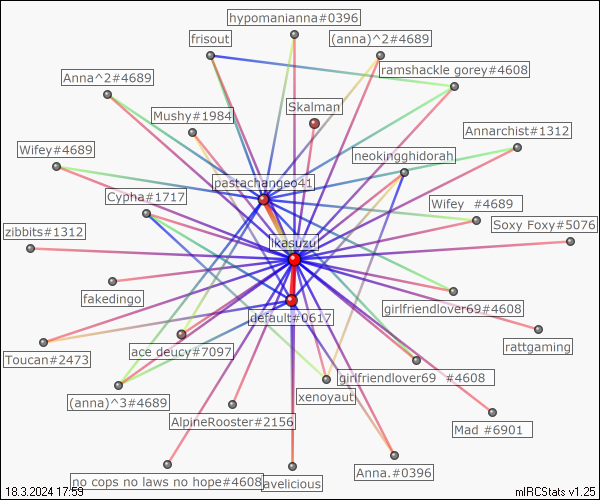 hypomanianna#0396
frisout
(anna)^2#4689
ramshackle gorey#4608
Anna^2#4689
Skalman
Mushy#1984
Annarchist#1312
Wifey#4689
neokingghidorah
pastachangeo41
Cypha#1717
Wifey #4689
Soxy Foxy#5076
zibbits#1312
ikasuzu
fakedingo
girlfriendlover69#4608
default#0617
rattgaming
Toucan#2473
ace deucy#7097
girlfriendlover69 #4608
xenoyaut
(anna)^3#4689
AlpineRooster#2156
Mad #6901
no cops no laws no hope#4608
avelicious
Anna.#0396
18.3.2024 17:53
mIRCStats v1.25